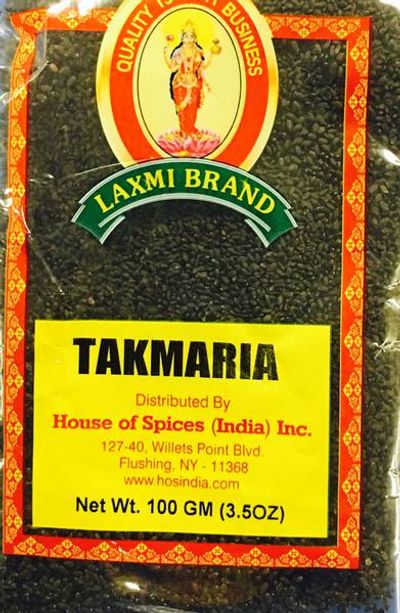 QUALITY IS OUR BUSINESS
LAXMI BRAND
TAKMARIA
Distributed By
House of Spices (India) Inc.
127-40, Willets Point Blvd.
Flushing, NY - 11368
www.hosindia.com
Net Wt. 100 GM (3.5OZ)